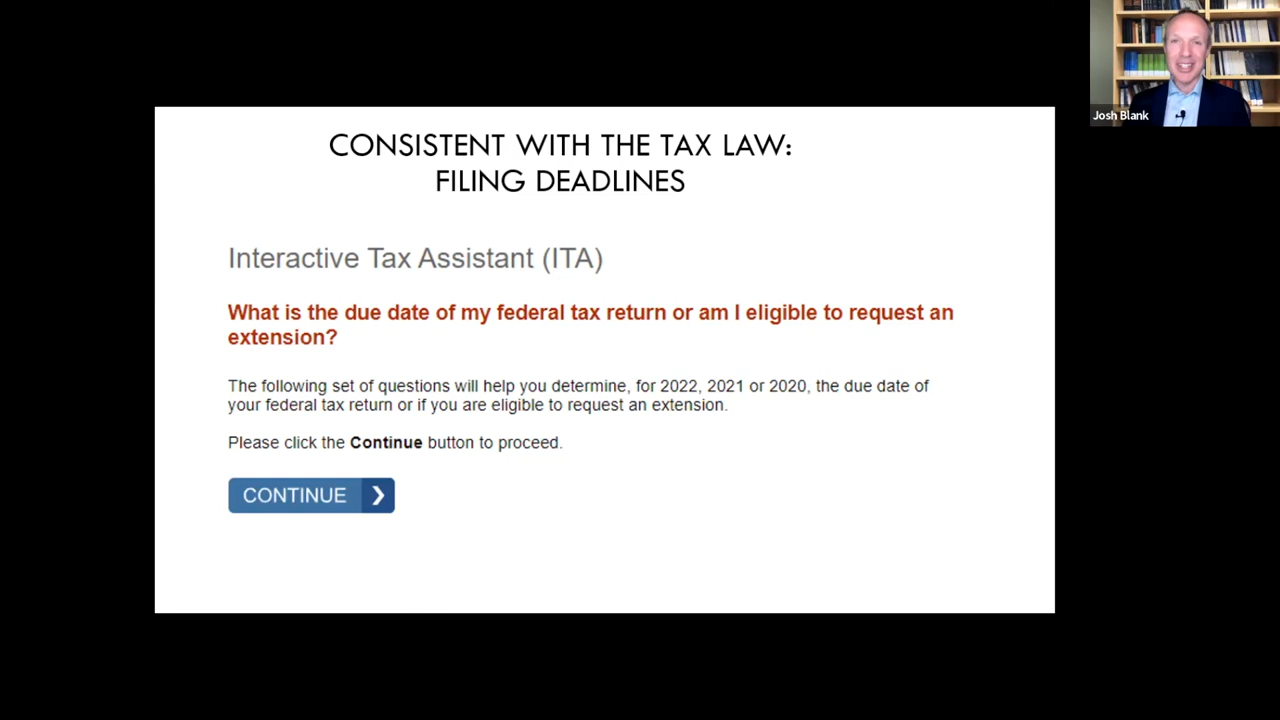 Josh Blank
CONSISTENT WITH THE TAX LAW:
FILING DEADLINES
Interactive Tax Assistant (ITA)
What is the due date of my federal tax return or am I eligible to request an
extension?
The following set of questions will help you determine, for 2022, 2021 or 2020, the due date of
your federal tax return or if you are eligible to request an extension.
Please click the Continue button to proceed.
CONTINUE